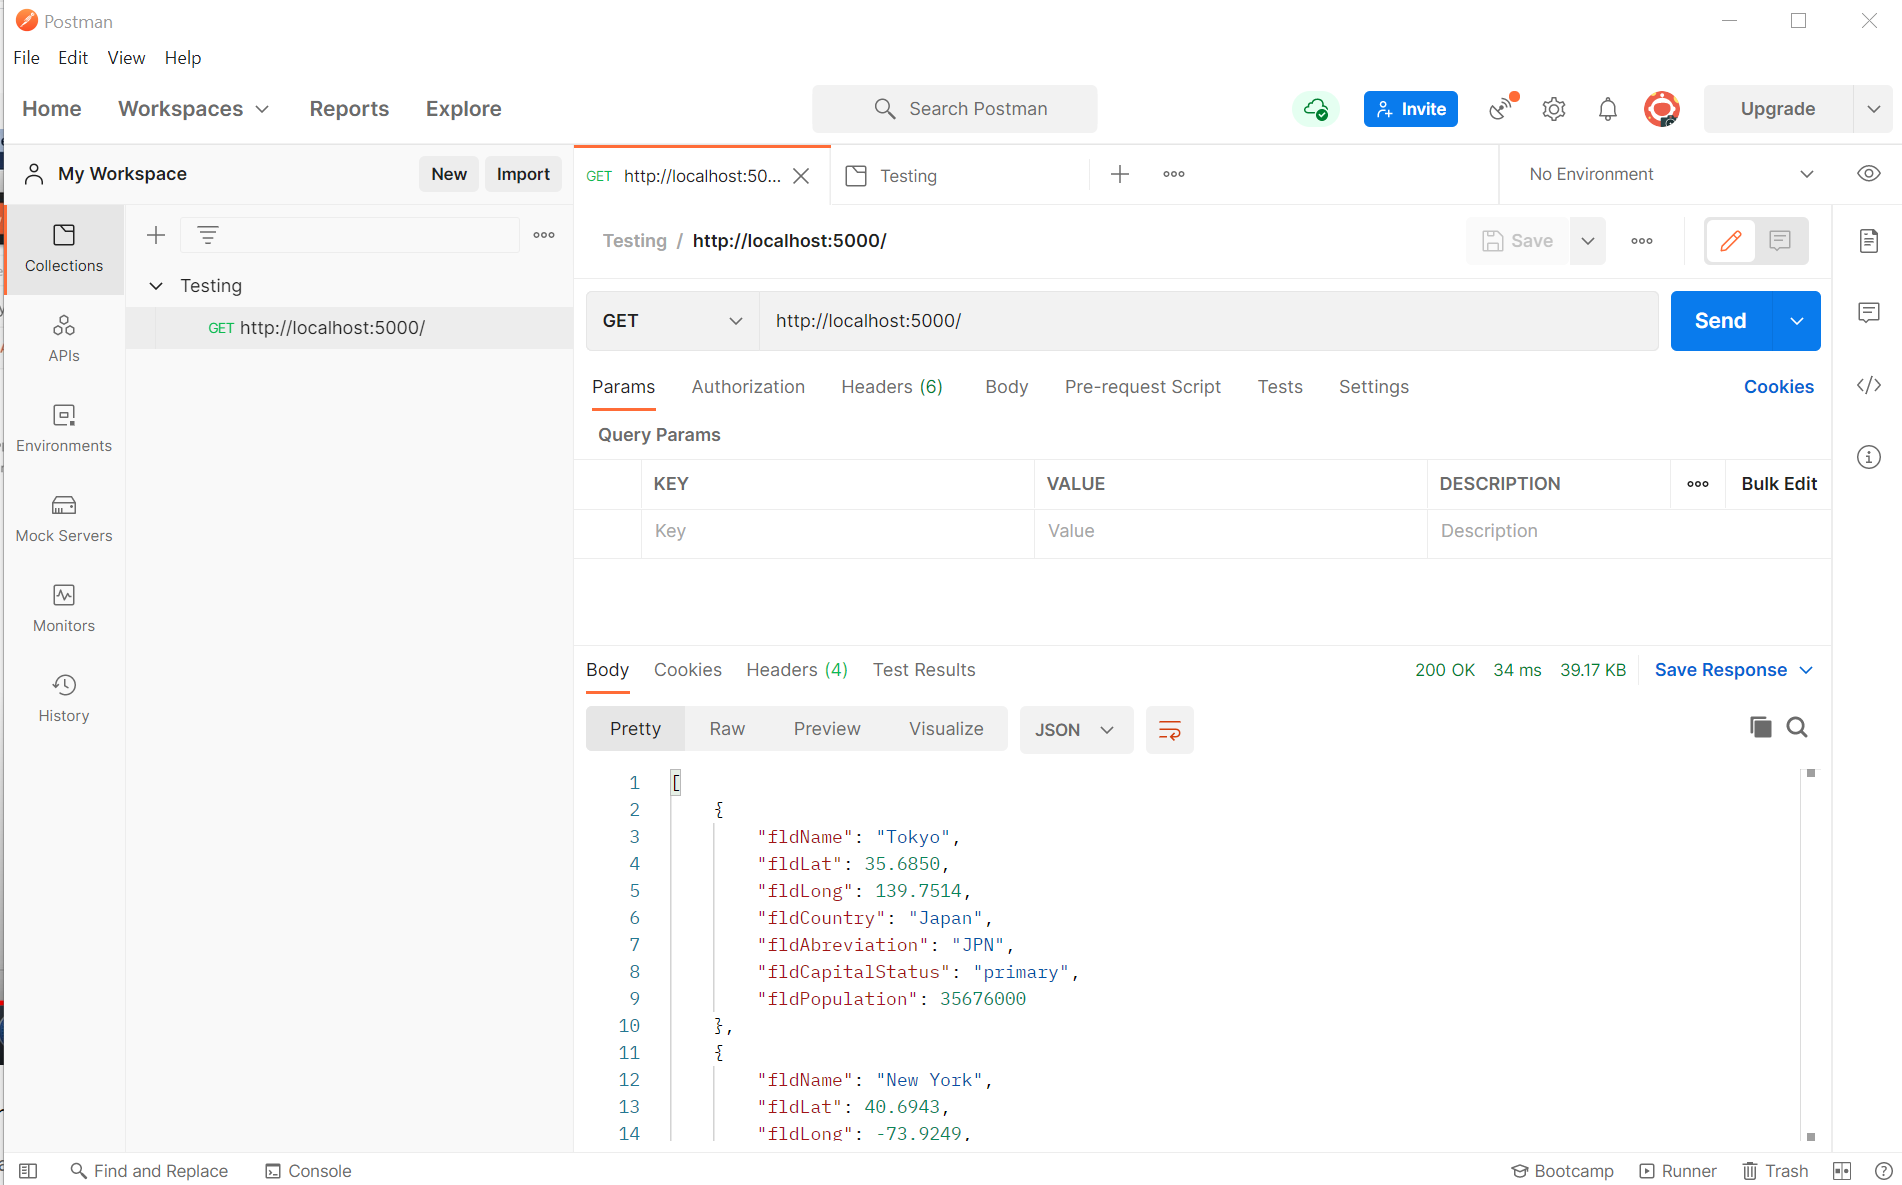 Postman
File Edit View Help
Home Workspaces Reports Explore Search Postman Invite Upgrade
My Workspace New Import GET http://localhost:50... Testing No Environment
Collections
APIs
Environments
Mock Servers
Monitors
History
Testing
GET http://localhost:5000/
Testing / http://localhost:5000/ Save
GET http://localhost:5000/ Send
Params Authorization Headers (6) Body Pre-request Script Tests Settings Cookies
Query Params
KEY VALUE DESCRIPTION Bulk Edit
Key Value Description
Body Cookies Headers (4) Test Results 200 OK 34 ms 39.17 KB Save Response
Pretty Raw Preview Visualize JSON
1 [
2 {
3 "fldName": "Tokyo",
4 "fldLat": 35.6850,
5 "fldLong": 139.7514,
6 "fldCountry": "Japan",
7 "fldAbreviation": "JPN",
8 "fldCapitalStatus": "primary",
9 "fldPopulation": 35676000
10 },
11 {
12 "fldName": "New York",
13 "fldLat": 40.6943,
14 "fldLong": -73.9249,
Find and Replace Console Bootcamp Runner Trash